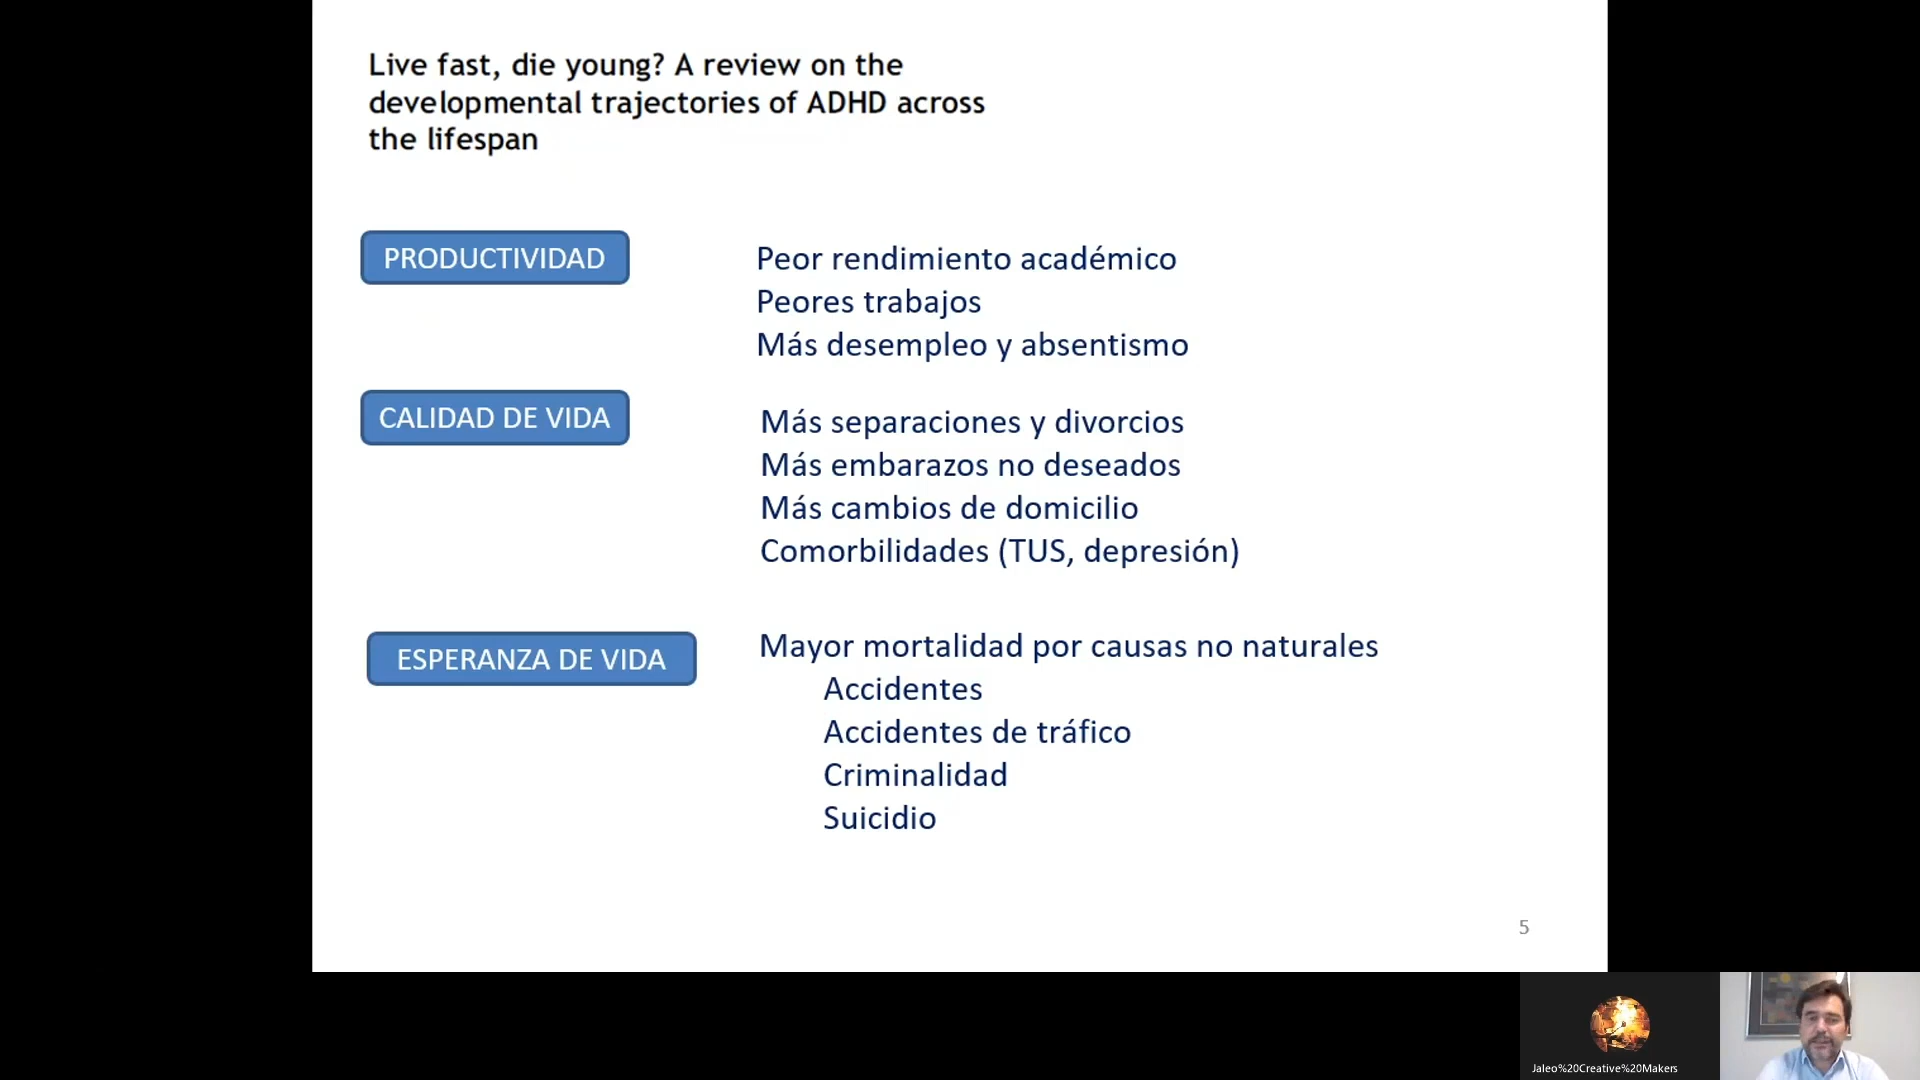 Live fast, die young? A review on the
developmental trajectories of ADHD across
the lifespan
PRODUCTIVIDAD
Peor rendimiento académico
Peores trabajos
Más desempleo y absentismo
CALIDAD DE VIDA
Más separaciones y divorcios
Más embarazos no deseados
Más cambios de domicilio
Comorbilidades (TUS, depresión)
ESPERANZA DE VIDA
Mayor mortalidad por causas no naturales
Accidentes
Accidentes de tráfico
Criminalidad
Suicidio
5
Jaleo%20Creative%20Makers